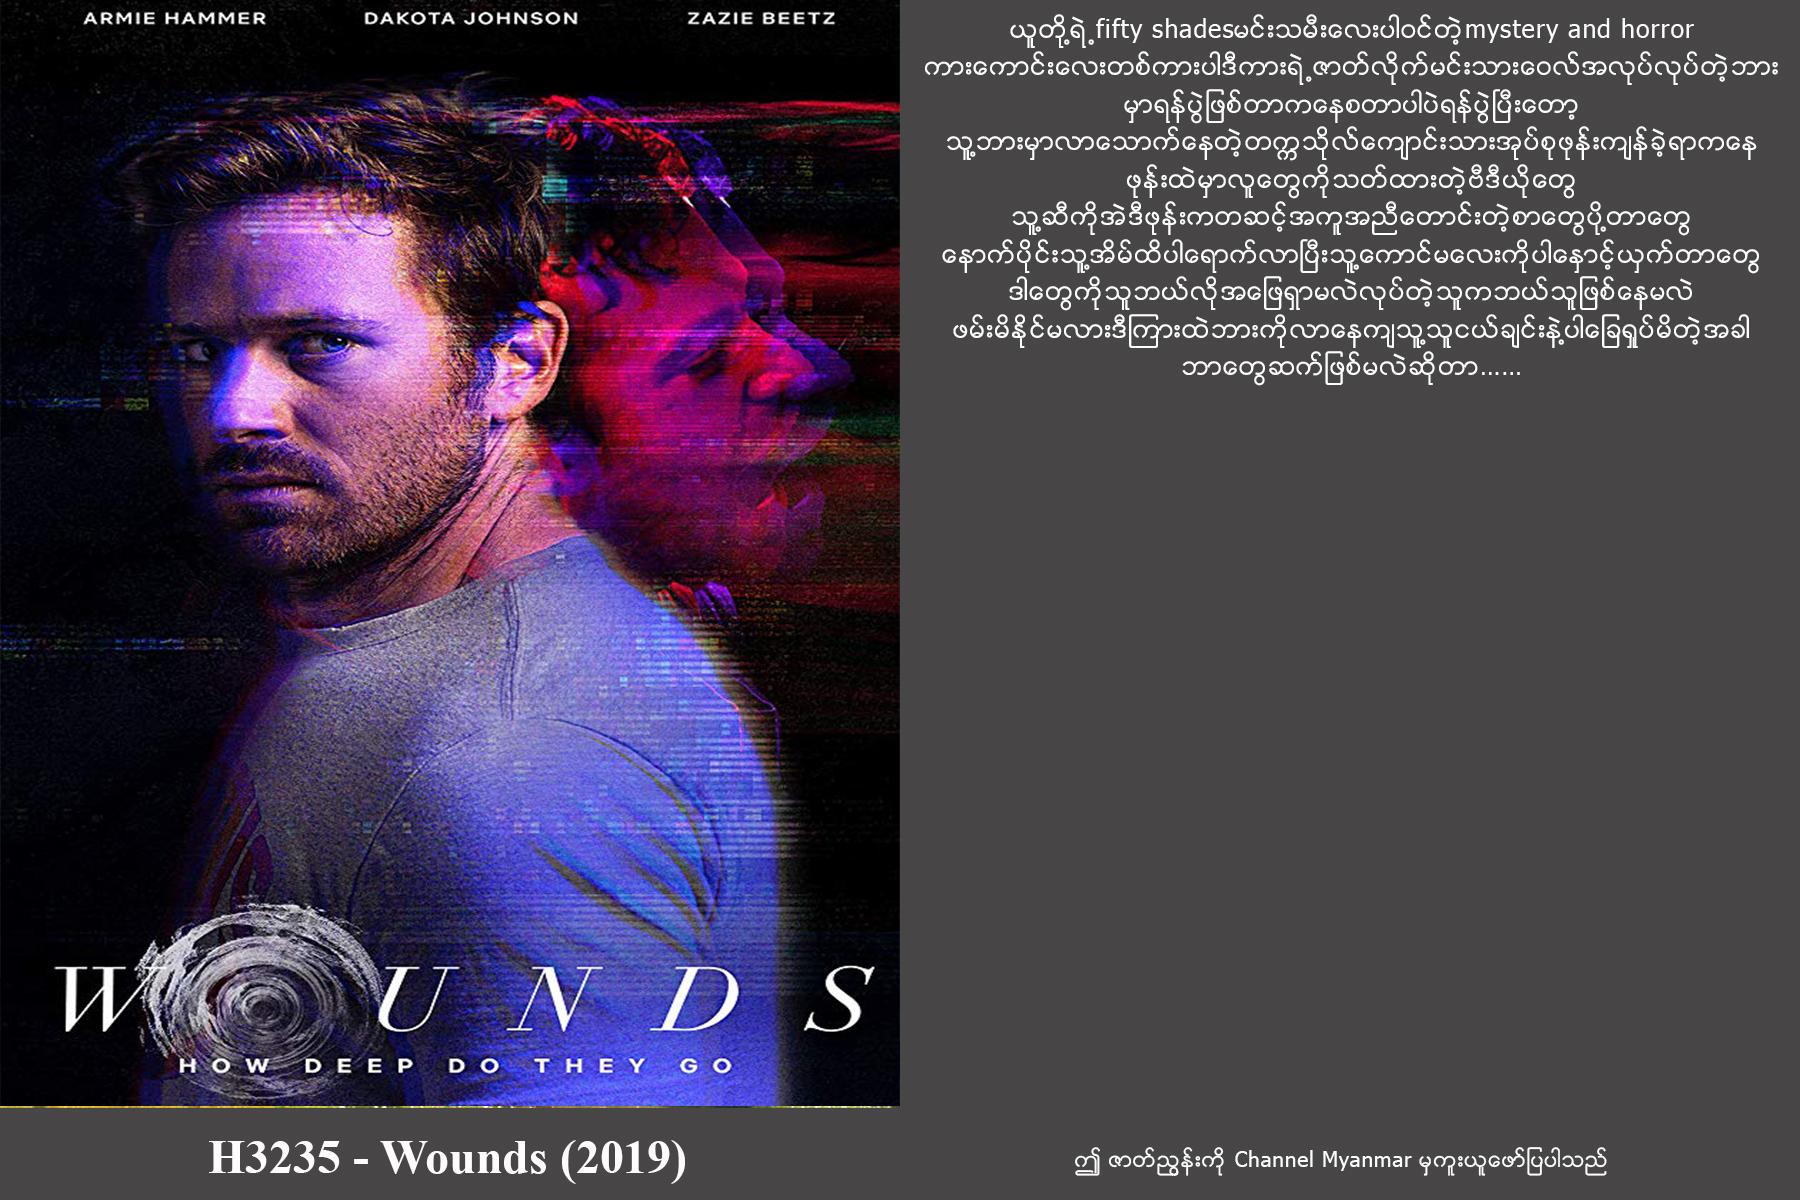 ARMIE HAMMER DAKOTA JOHNSON ZAZIE BEETZ
WOUNDS
HOW DEEP DO THEY GO
H3235 - Wounds (2019)
ယူတို့ရဲ့fifty shadesမင်းသမီးလေးပါဝင်တဲ့mystery and horror
ကားကောင်းလေးတစ်ကားပါဒီကားရဲ့ဇာတ်လိုက်မင်းသားဝေလ်အလုပ်လုပ်တဲ့ဘား
မှာရန်ပွဲဖြစ်တာကနေစတာပါပဲရန်ပွဲပြီးတော့
သူ့ဘားမှာလာသောက်နေတဲ့တက္ကသိုလ်ကျောင်းသားအုပ်စုဖုန်းကျန်ခဲ့ရာကနေ
ဖုန်းထဲမှာလူတွေကိုသတ်ထားတဲ့ဗီဒီယိုတွေ
သူ့ဆီကိုအဲဒီဖုန်းကတဆင့်အကူအညီတောင်းတဲ့စာတွေပို့တာတွေ
နောက်ပိုင်းသူ့အိမ်ထိပါရောက်လာပြီးသူ့ကောင်မလေးကိုပါနှောင့်ယှက်တာတွေ
ဒါတွေကိုသူဘယ်လိုအဖြေရှာမလဲလုပ်တဲ့သူကဘယ်သူဖြစ်နေမလဲ
ဖမ်းမိနိုင်မလားဒီကြားထဲဘားကိုလာနေကျသူ့သူငယ်ချင်းနဲ့ပါခြေရှုပ်မိတဲ့အခါ
ဘာတွေဆက်ဖြစ်မလဲဆိုတာ......
ဤ ဇာတ်ညွှန်းကို Channel Myanmar မှကူးယူဖော်ပြပါသည်